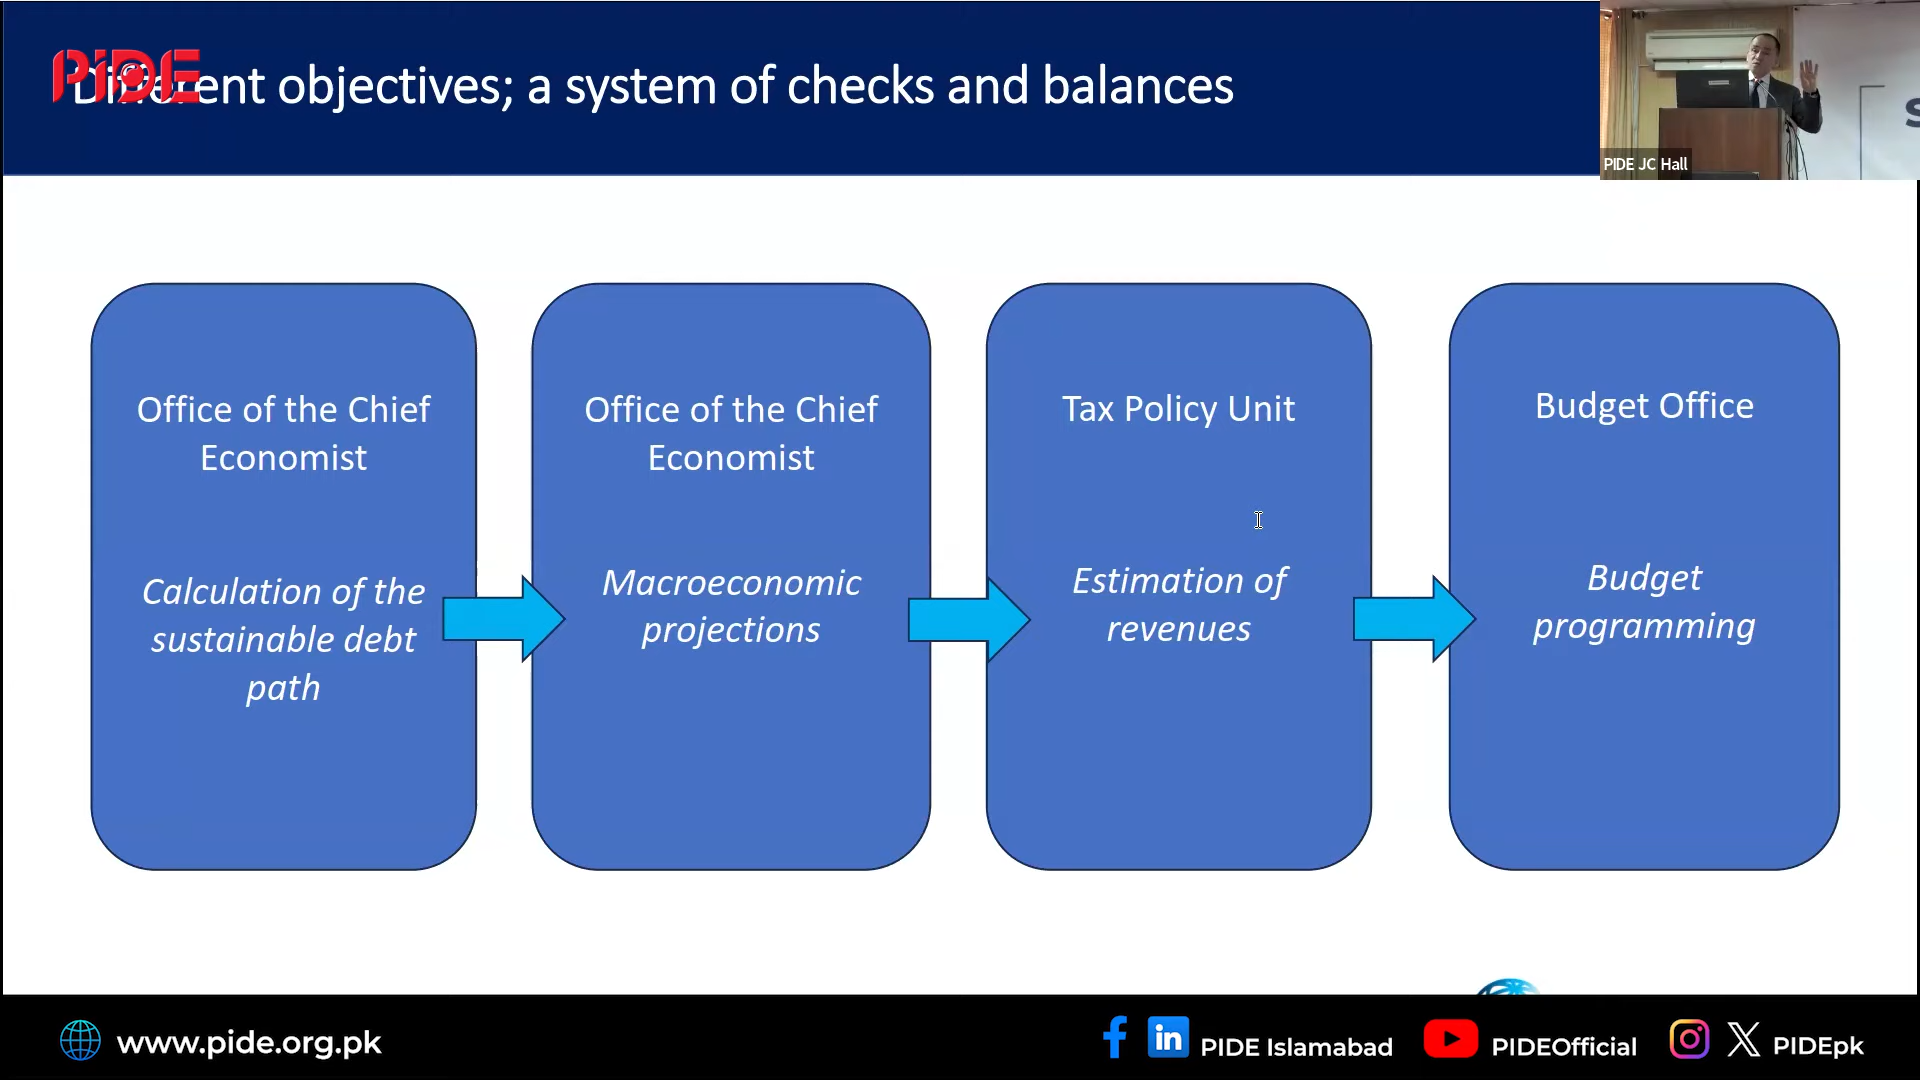 PIDE
Different objectives; a system of checks and balances
PIDE JC Hall
S
Office of the Chief
Economist
Calculation of the
sustainable debt
path
Office of the Chief
Economist
Macroeconomic
projections
Tax Policy Unit
Estimation of
revenues
Budget Office
Budget
programming
www.pide.org.pk
PIDE Islamabad
PIDEOfficial
PIDEpk